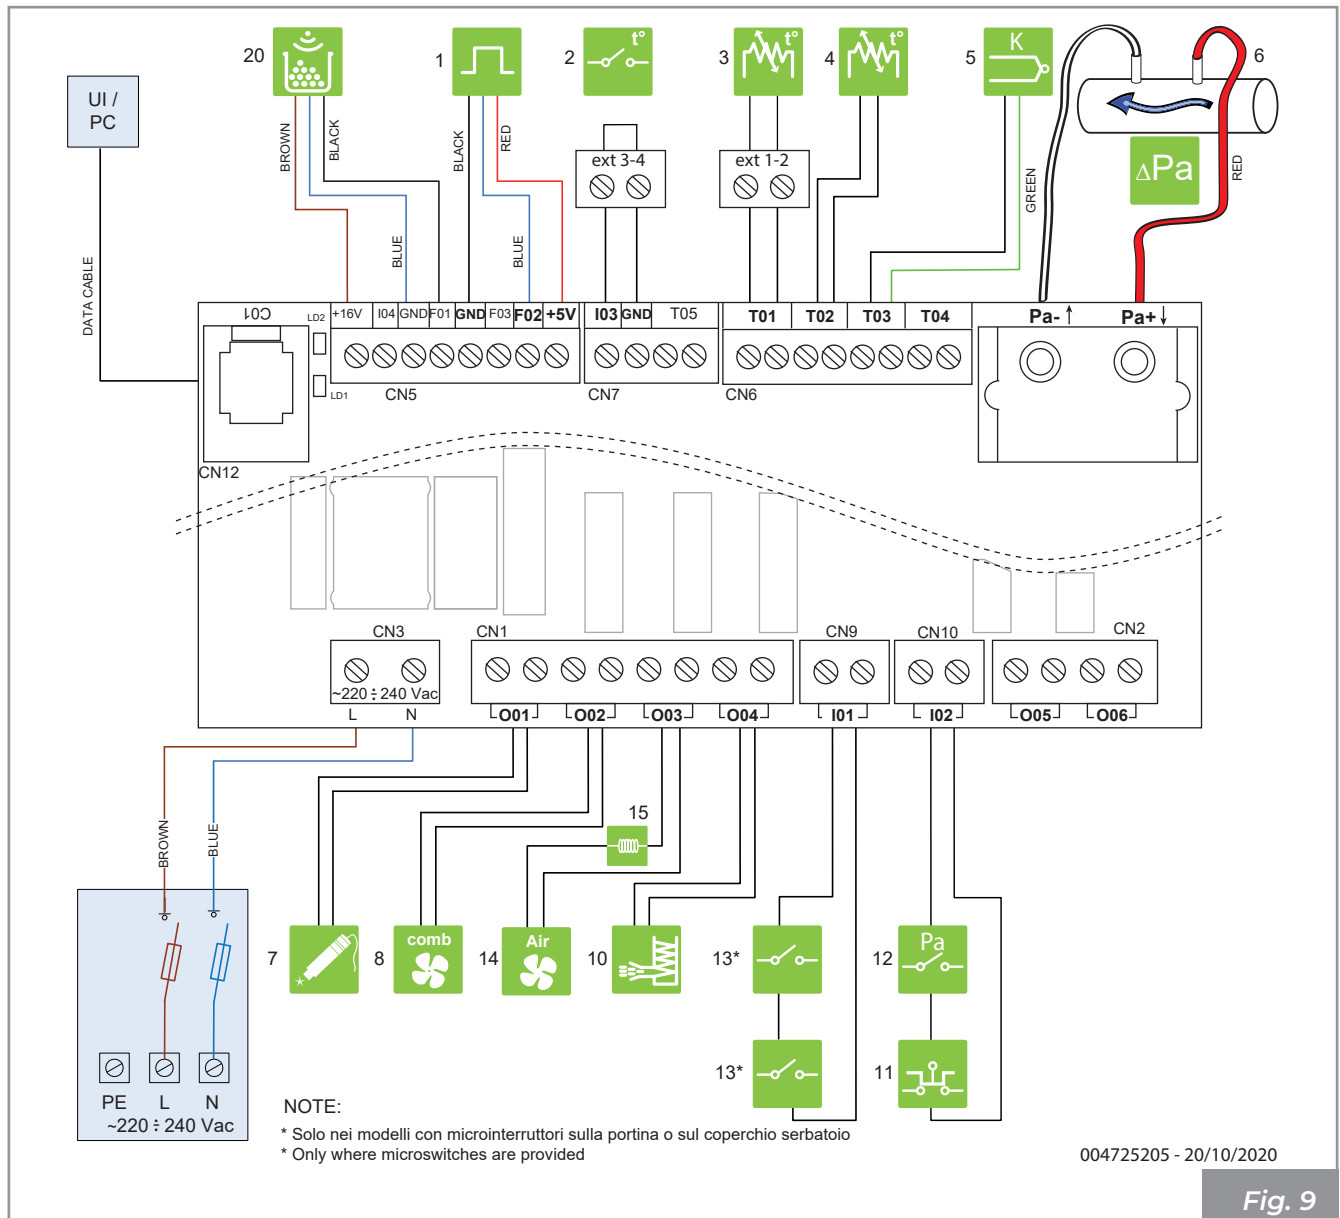 20
1
2
t°
3
t°
4
t°
5
K
6
UI /
PC
BROWN
BLACK
BLUE
BLACK
RED
BLUE
ext 3-4
ext 1-2
GREEN
ΔPa
RED
DATA CABLE
C01
LD2
LD1
+16V
I04
GND
F01
GND
F03
F02
+5V
I03
GND
T05
T01
T02
T03
T04
Pa- ↑
Pa+ ↓
CN5
CN7
CN6
CN12
CN3
CN1
CN9
CN10
CN2
~220 ÷ 240 Vac
L
N
O01
O02
O03
O04
I01
I02
O05
O06
BROWN
BLUE
15
7
8
comb
14
Air
10
13*
12
Pa
13*
11
PE
L
N
~220 ÷ 240 Vac
NOTE:
* Solo nei modelli con microinterruttori sulla portina o sul coperchio serbatoio
* Only where microswitches are provided
004725205 - 20/10/2020
Fig. 9